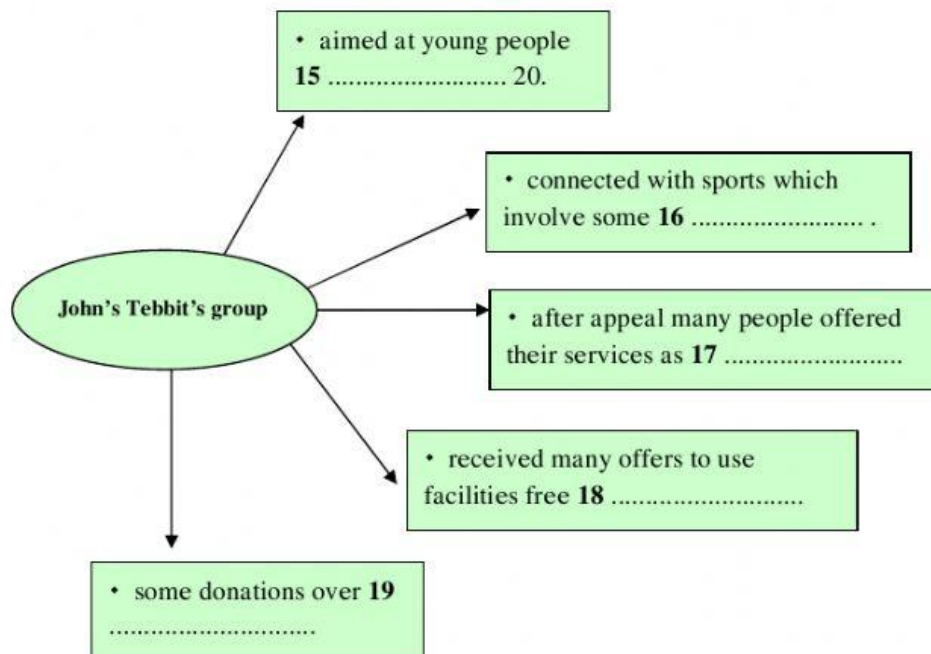 • aimed at young people
15 ......................... 20.
• connected with sports which
involve some 16 ........................ .
John's Tebbit's group
• after appeal many people offered
their services as 17 .........................
• received many offers to use
facilities free 18 ...........................
• some donations over 19
.............................